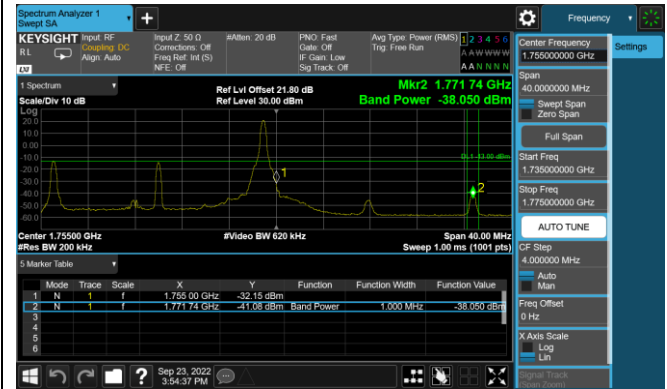 Spectrum Analyzer 1
Swept SA
Frequency
KEYSIGHT
RL
LXI
Input: RF
Coupling: DC
Align: Auto
Input Z: 50 Ω
Corrections: Off
Freq Ref: Int (S)
NFE: Off
#Atten: 20 dB
PNO: Fast
Gate: Off
IF Gain: Low
Sig Track: Off
Avg Type: Power (RMS)
Trig: Free Run
1 2 3 4 5 6
A A W W W W
A A N N N N
1 Spectrum
Scale/Div 10 dB
Ref Lvl Offset 21.80 dB
Ref Level 30.00 dBm
Mkr2 1.771 74 GHz
Band Power -38.050 dBm
Log
20.0
10.0
0.00
-10.0
-20.0
-30.0
-40.0
-50.0
-60.0
DL1 -13.00 dBm
1
2
Center 1.75500 GHz
#Res BW 200 kHz
#Video BW 620 kHz
Span 40.00 MHz
Sweep 1.00 ms (1001 pts)
5 Marker Table
Mode Trace Scale X Y Function Function Width Function Value
1 N 1 f 1.755 00 GHz -32.15 dBm
2 N 1 f 1.771 74 GHz -41.08 dBm Band Power 1.000 MHz -38.050 dBm
3
4
5
6
Sep 23, 2022
3:54:37 PM
Center Frequency
1.755000000 GHz
Settings
Span
40.0000000 MHz
Swept Span
Zero Span
Full Span
Start Freq
1.735000000 GHz
Stop Freq
1.775000000 GHz
AUTO TUNE
CF Step
4.000000 MHz
Auto
Man
Freq Offset
0 Hz
X Axis Scale
Log
Lin
Signal Track
(Span Zoom)